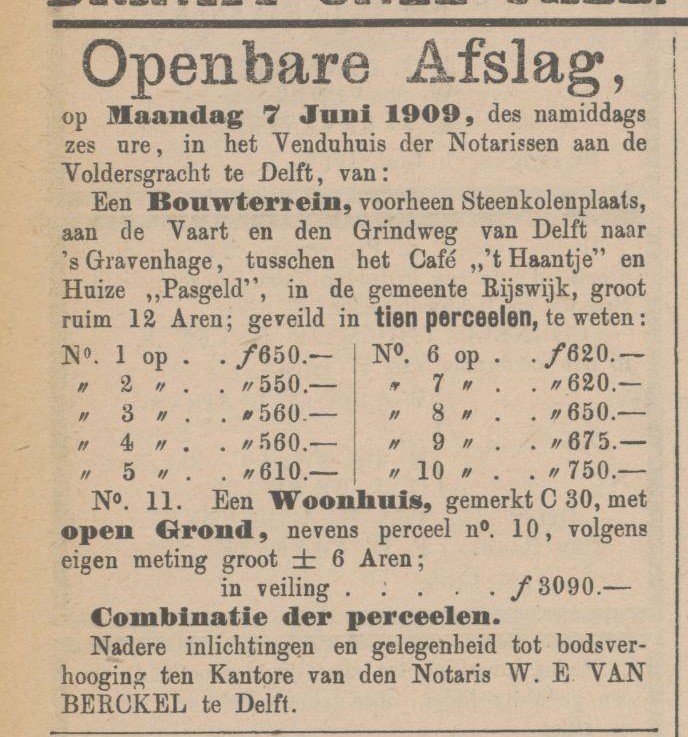 Openbare Afslag,
op Maandag 7 Juni 1909, des namiddags
zes ure, in het Venduhuis der Notarissen aan de
Voldersgracht te Delft, van:
Een Bouwterrein, voorheen Steenkolenplaats,
aan de Vaart en den Grindweg van Delft naar
's Gravenhage, tusschen het Café „'t Haantje” en
Huize „Pasgeld”, in de gemeente Rijswijk, groot
ruim 12 Aren; geveild in tien perceelen, te weten:
Nº. 1 op . . ƒ650.— Nº. 6 op . . ƒ620.—
„ 2 „ . . „550.— „ 7 „ . . „620.—
„ 3 „ . . „560.— „ 8 „ . . „650.—
„ 4 „ . . „560.— „ 9 „ . . „675.—
„ 5 „ . . „610.— „ 10 „ . . „750.—
Nº. 11. Een Woonhuis, gemerkt C 30, met
open Grond, nevens perceel nº. 10, volgens
eigen meting groot ± 6 Aren;
in veiling . . . . . ƒ 3090.—
Combinatie der perceelen.
Nadere inlichtingen en gelegenheid tot bodsver-
hooging ten Kantore van den Notaris W. E VAN
BERCKEL te Delft.